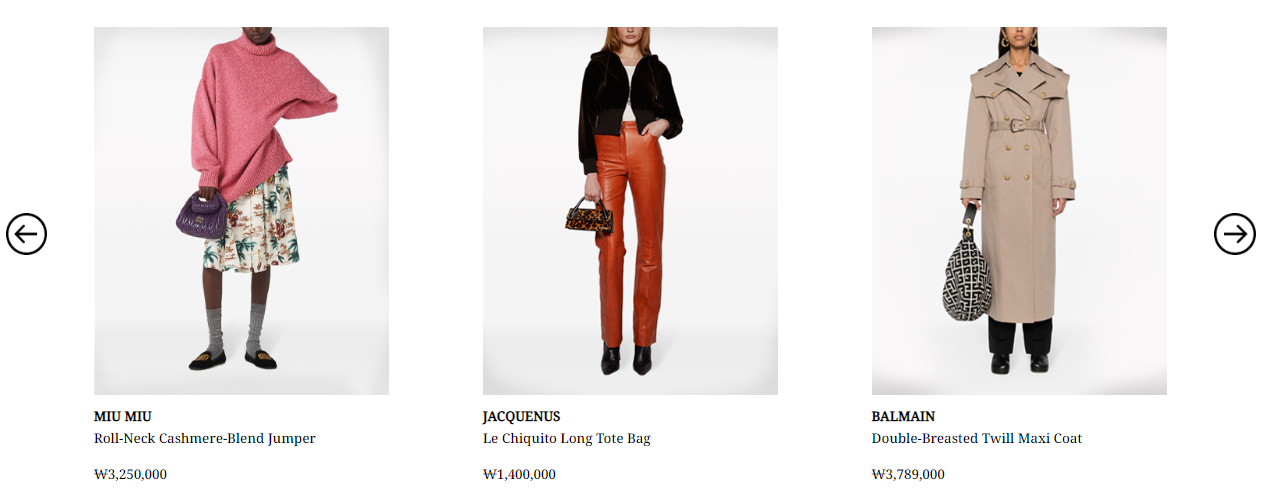 MIU MIU
Roll-Neck Cashmere-Blend Jumper
₩3,250,000
JACQUENUS
Le Chiquito Long Tote Bag
₩1,400,000
BALMAIN
Double-Breasted Twill Maxi Coat
₩3,789,000